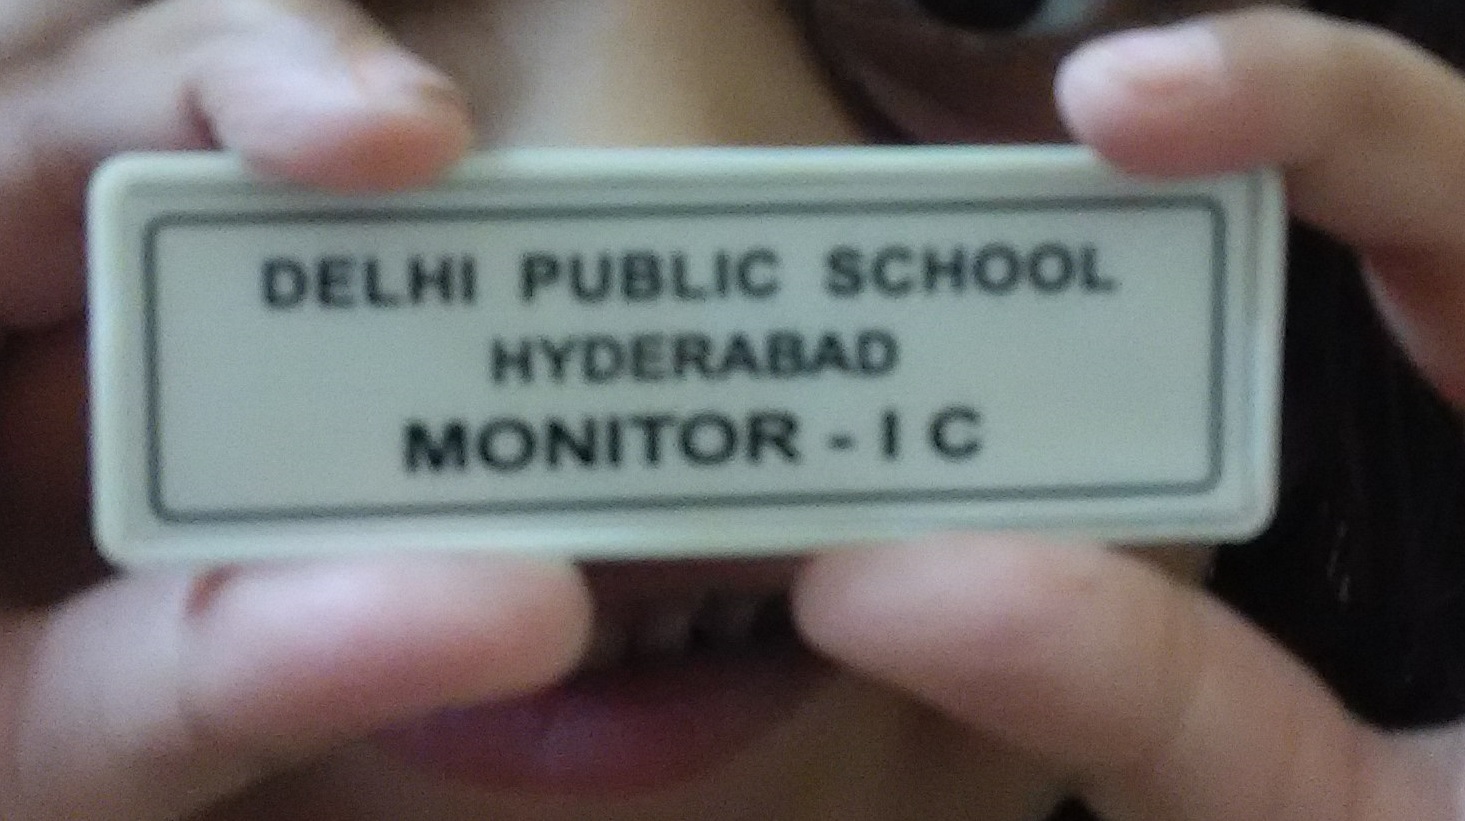 DELHI PUBLIC SCHOOL
HYDERABAD
MONITOR - I C